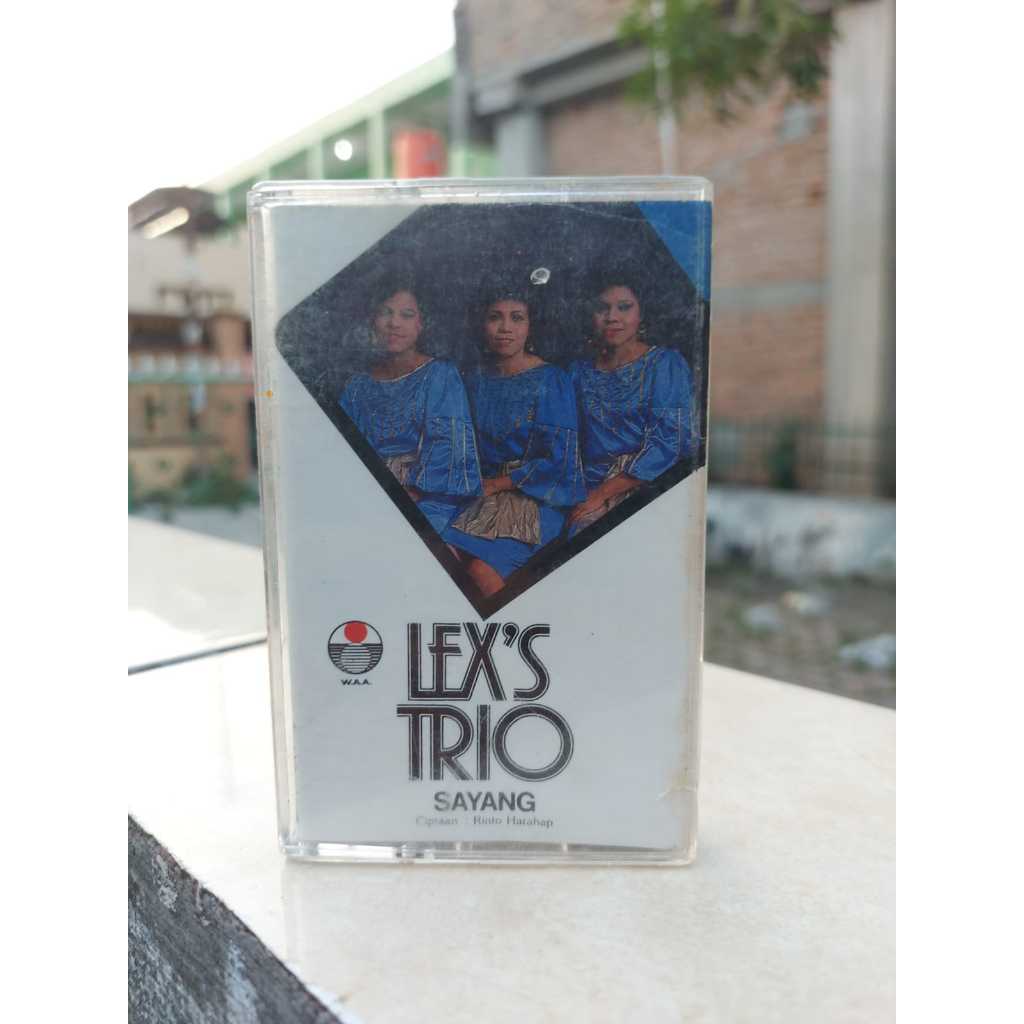 W.A.A.
LEX'S
TRIO
SAYANG
Ciptaan : Rinto Harahap